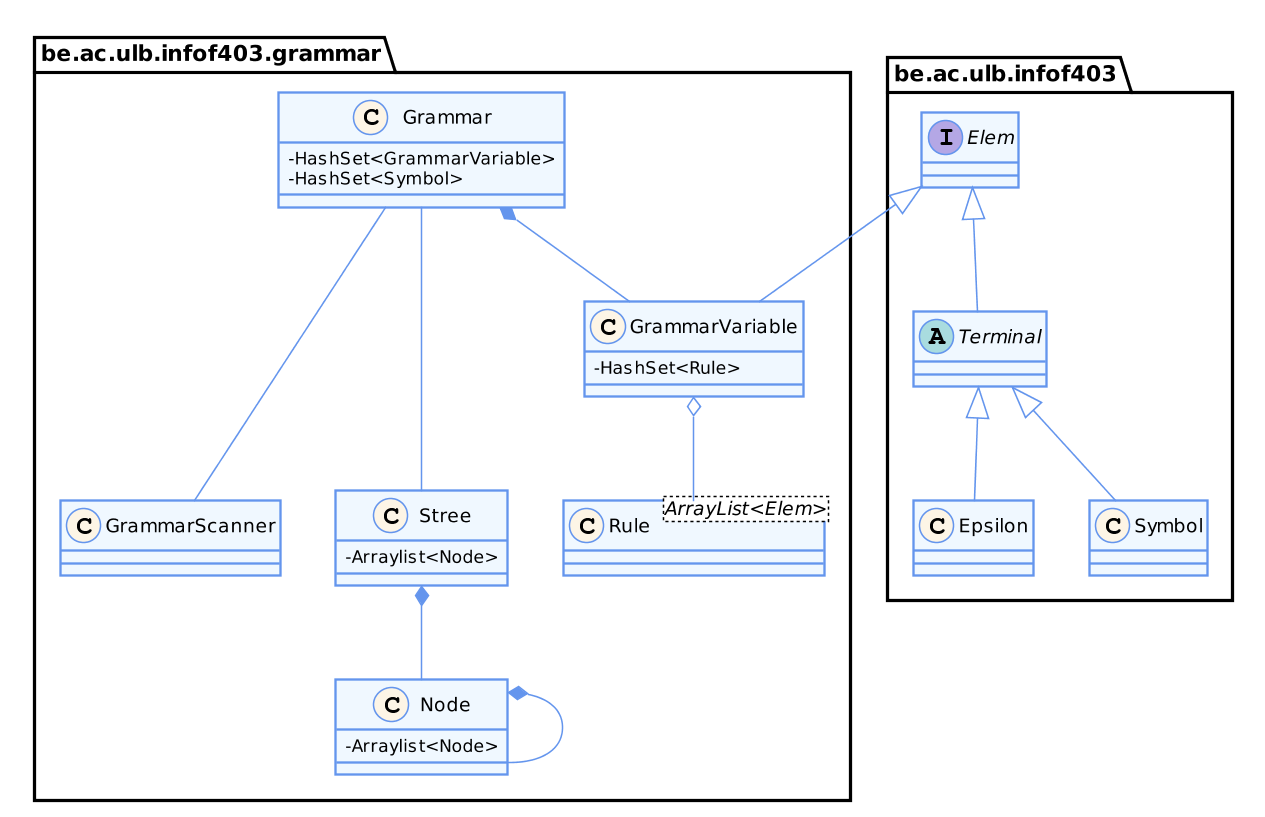 be.ac.ulb.infof403.grammar
be.ac.ulb.infof403
C Grammar
-HashSet<GrammarVariable>
-HashSet<Symbol>
I Elem
C GrammarVariable
-HashSet<Rule>
A Terminal
C GrammarScanner
C Stree
-Arraylist<Node>
C Rule
ArrayList<Elem>
C Epsilon
C Symbol
C Node
-Arraylist<Node>